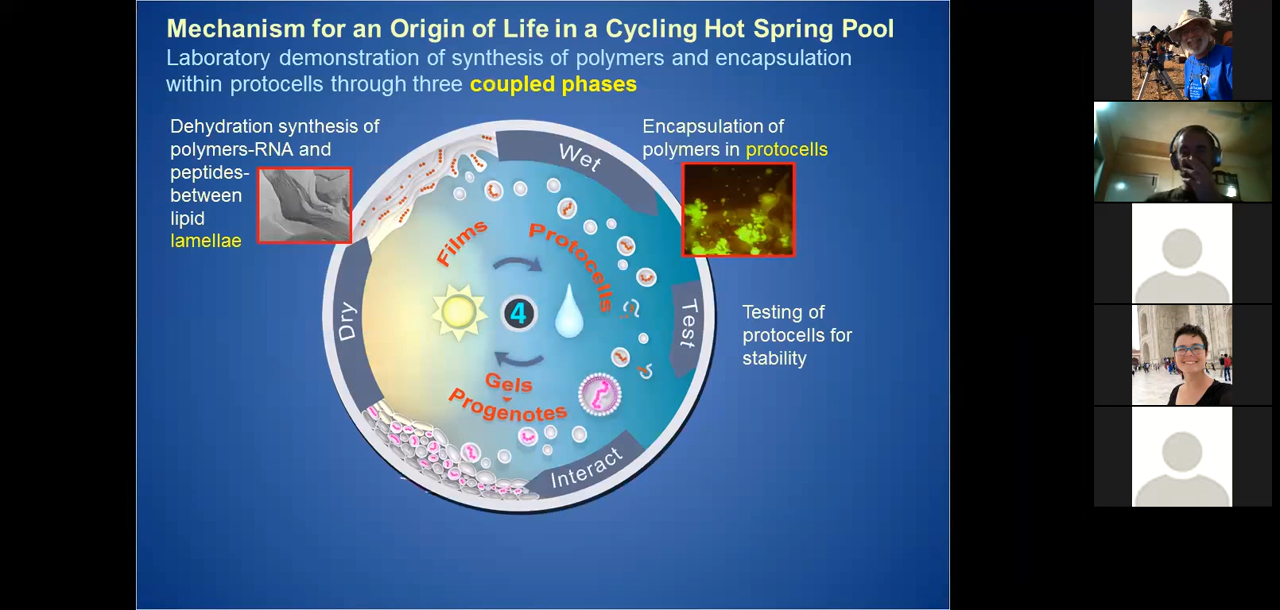 Mechanism for an Origin of Life in a Cycling Hot Spring Pool
Laboratory demonstration of synthesis of polymers and encapsulation
within protocells through three coupled phases
Dehydration synthesis of
polymers-RNA and
peptides-
between
lipid
lamellae
Encapsulation of
polymers in protocells
Wet
Films
Protocells
Dry
4
Test
Testing of
protocells for
stability
Gels
Progenotes
Interact